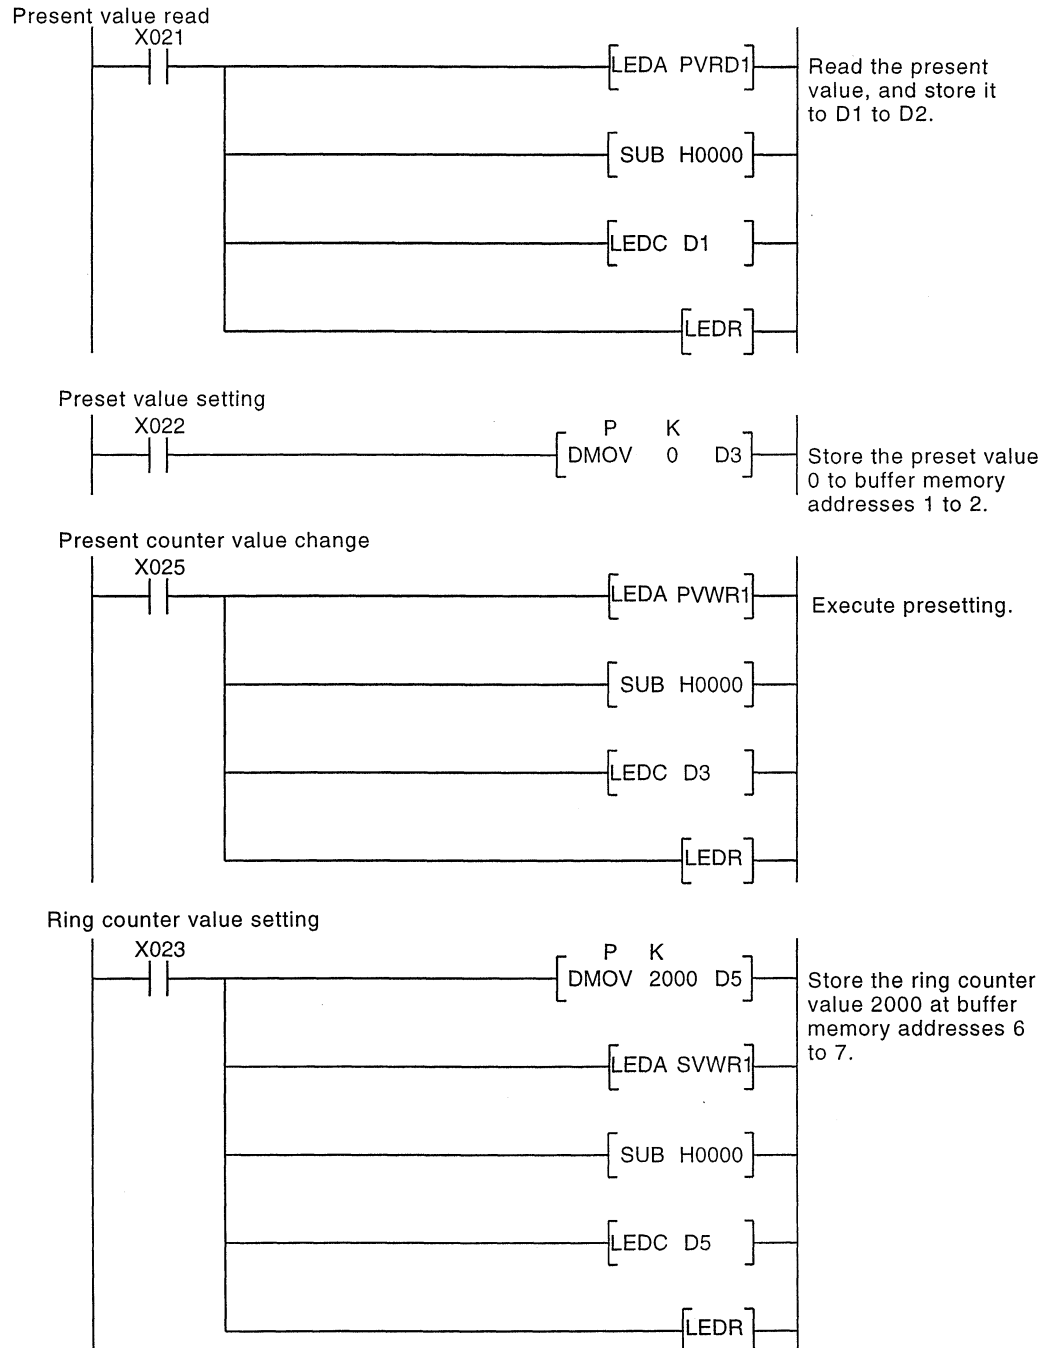 Present value read
X021
LEDA PVRD1
Read the present
value, and store it
to D1 to D2.
SUB H0000
LEDC D1
LEDR
Preset value setting
X022
P K
DMOV 0 D3
Store the preset value
0 to buffer memory
addresses 1 to 2.
Present counter value change
X025
LEDA PVWR1
Execute presetting.
SUB H0000
LEDC D3
LEDR
Ring counter value setting
X023
P K
DMOV 2000 D5
Store the ring counter
value 2000 at buffer
memory addresses 6
to 7.
LEDA SVWR1
SUB H0000
LEDC D5
LEDR